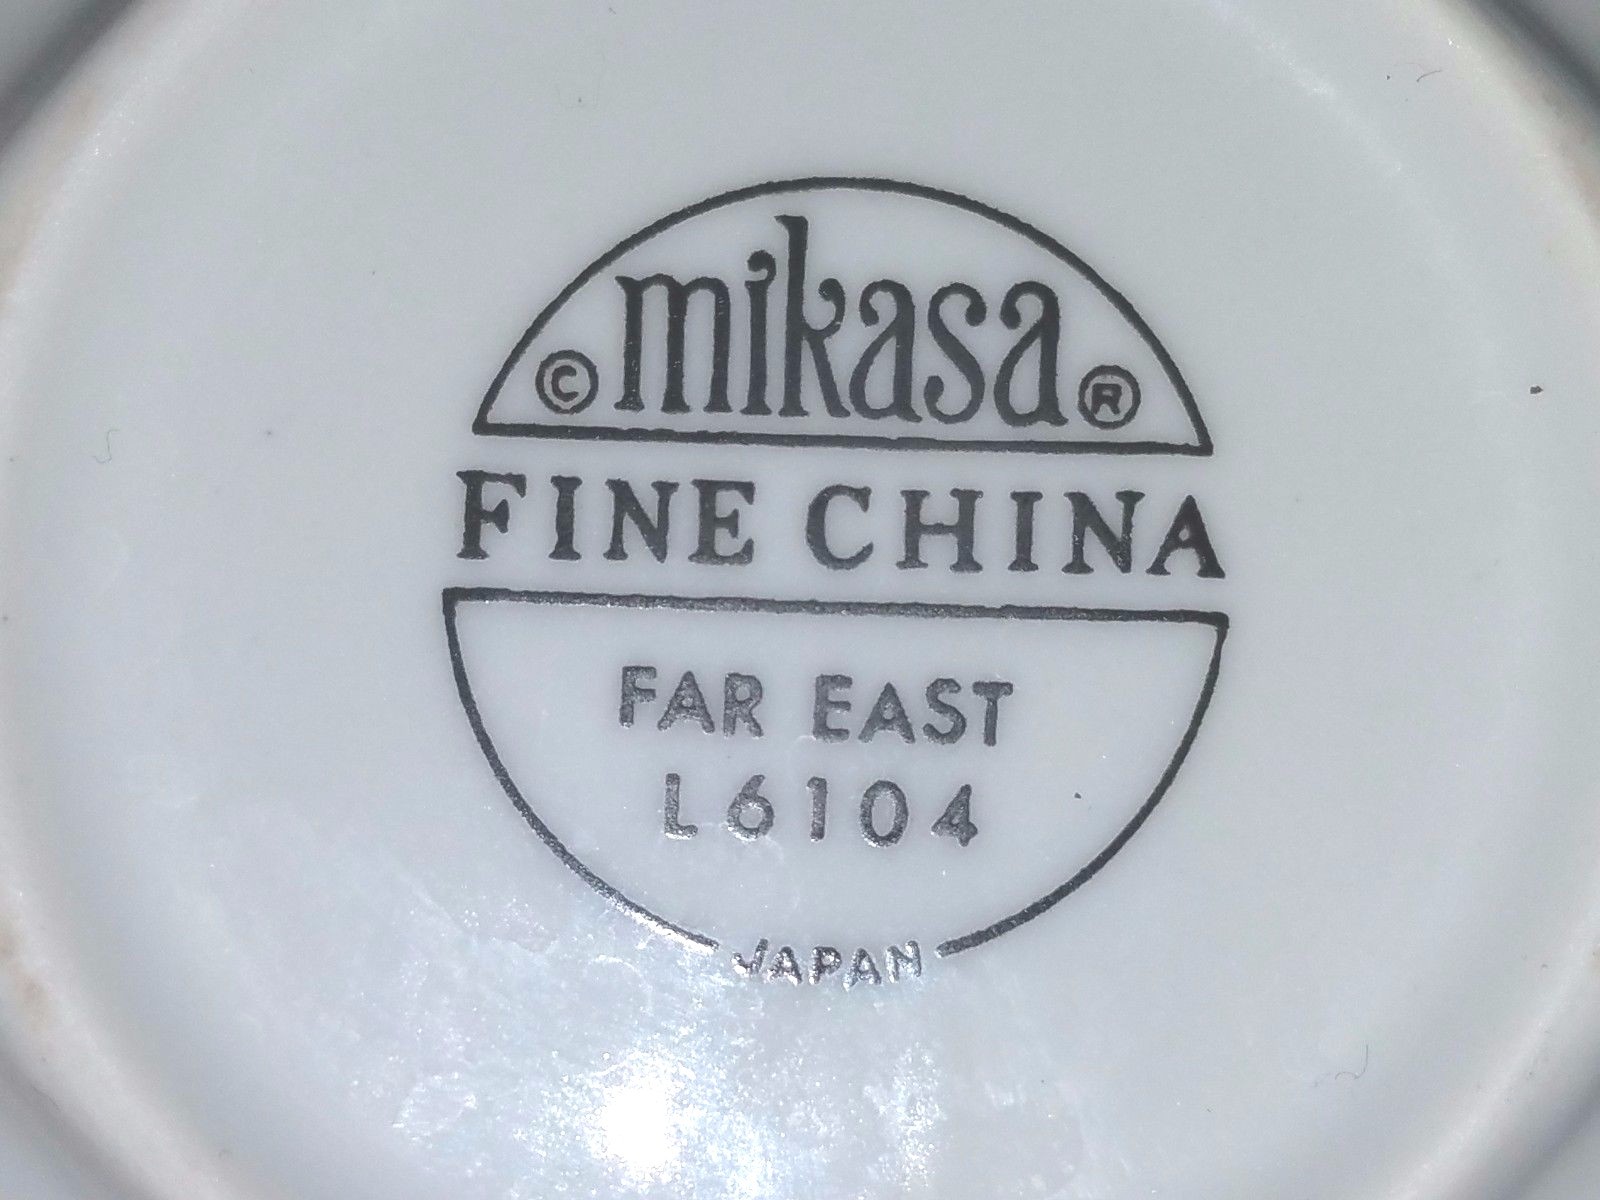 © mikasa ®
FINE CHINA
FAR EAST
L6104
JAPAN